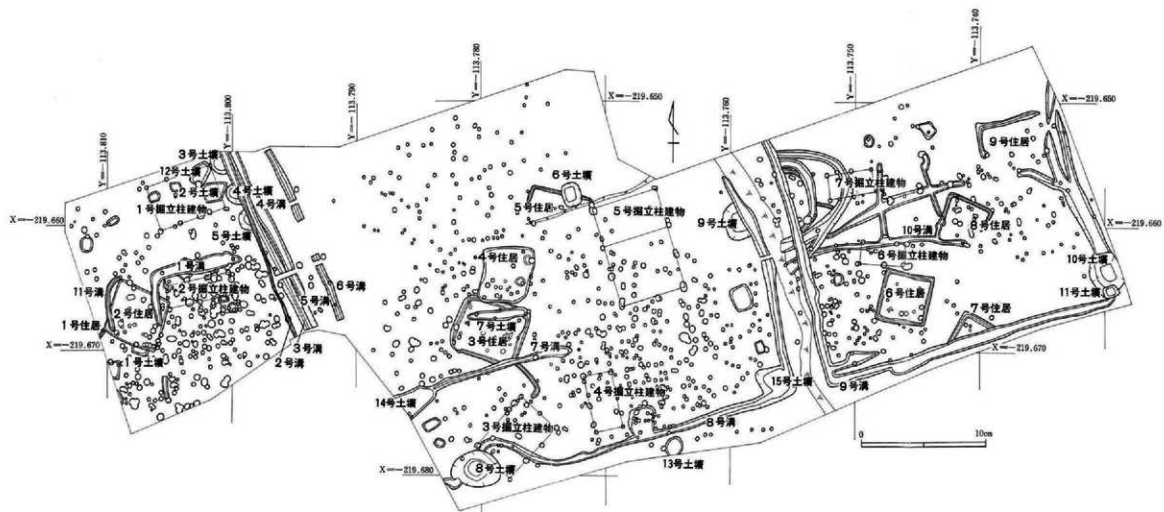 Y=-113.740
Y=-113.750
Y=-113.760
Y=-113.780
Y=-113.790
Y=-113.800
Y=-113.810
X=-219.650
X=-219.650
3号土壙
12号土壙
2号土壙
1号掘立柱建物
4号土壙
4号溝
5号土壙
X=-219.660
6号土壙
5号住居
5号掘立柱建物
9号土壙
7号掘立柱建物
9号住居
8号住居
10号溝
X=-219.660
6号掘立柱建物
10号土壙
11号土壙
1号溝
2号掘立柱建物
11号溝
2号住居
1号住居
1号土壙
X=-219.670
5号溝
6号溝
3号溝
2号溝
4号住居
7号土壙
3号住居
7号溝
6号住居
7号住居
X=-219.670
14号土壙
4号掘立柱建物
15号土壙
9号溝
3号掘立柱建物
8号溝
13号土壙
8号土壙
X=-219.680
0 10cm